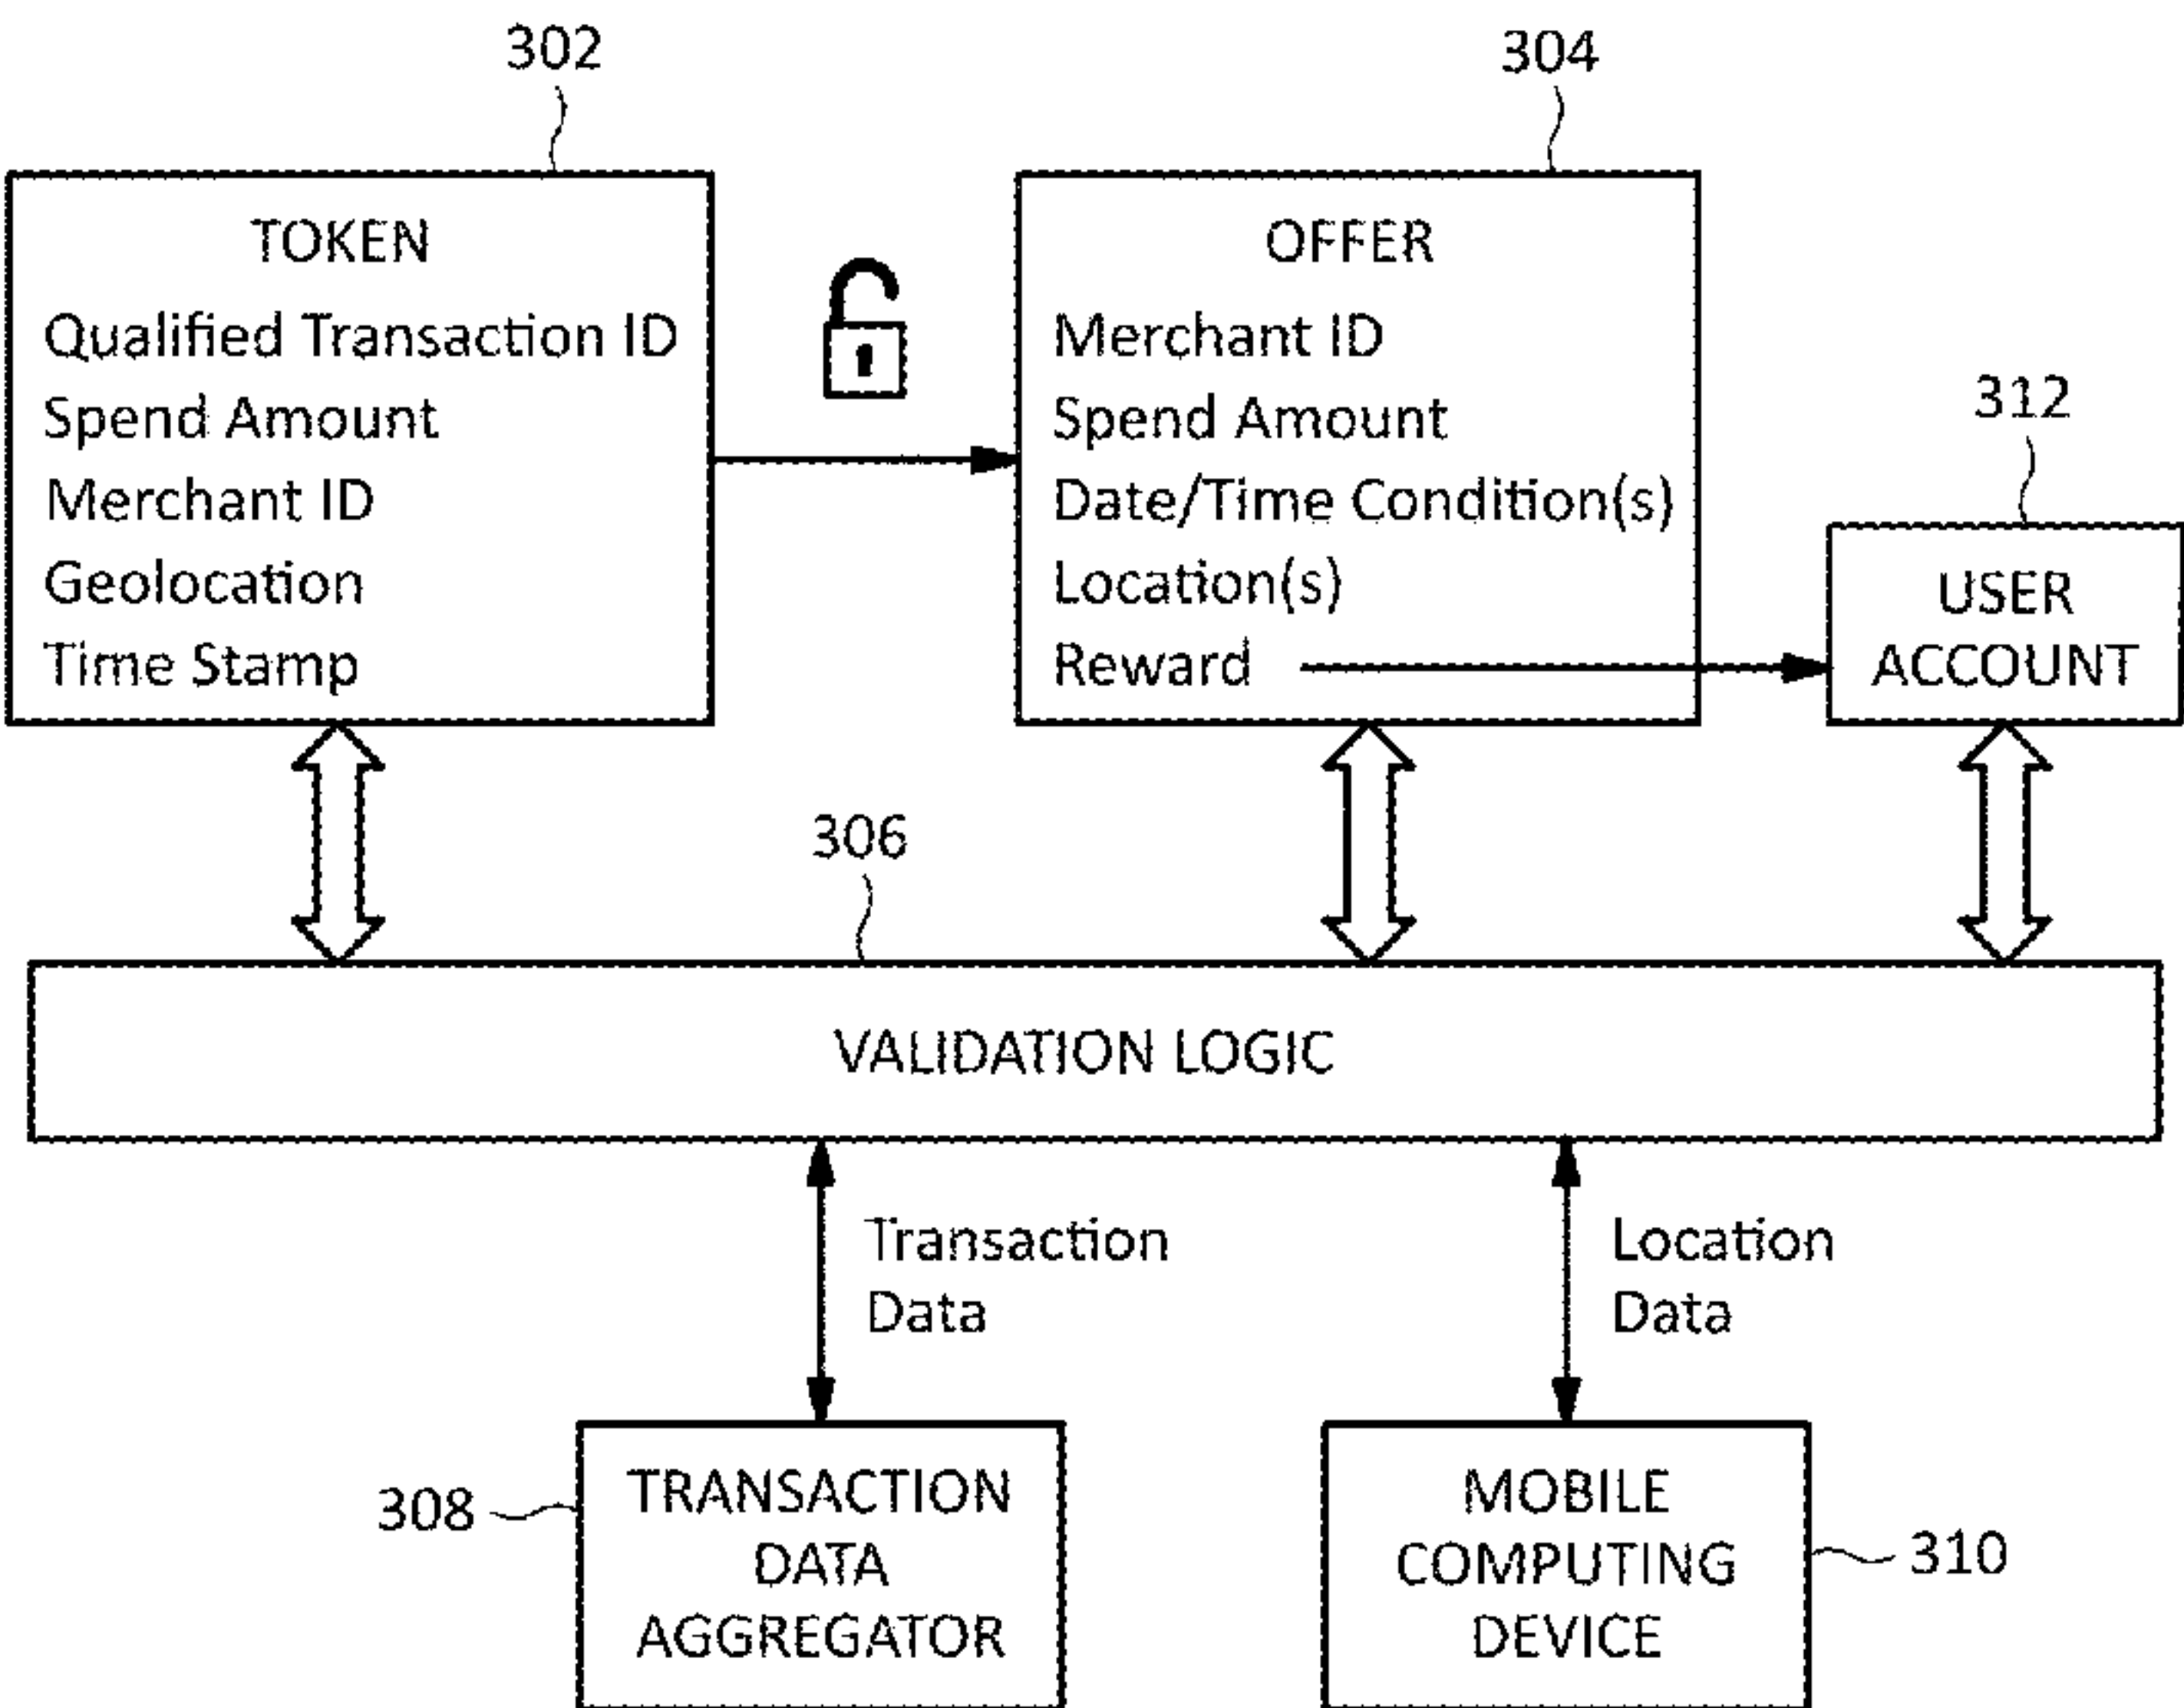 302
304
TOKEN
Qualified Transaction ID
Spend Amount
Merchant ID
Geolocation
Time Stamp
OFFER
Merchant ID
Spend Amount
Date/Time Condition(s)
Location(s)
Reward
312
USER
ACCOUNT
306
VALIDATION LOGIC
Transaction
Data
Location
Data
308
TRANSACTION
DATA
AGGREGATOR
MOBILE
COMPUTING
DEVICE
310